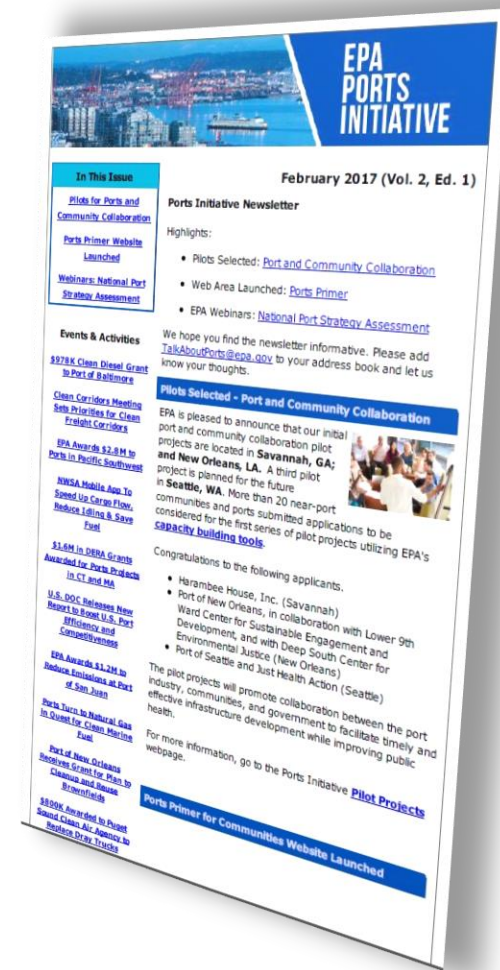 EPA
PORTS
INITIATIVE
February 2017 (Vol. 2, Ed. 1)
In This Issue
Pilots for Ports and
Community Collaboration
Ports Primer Website
Launched
Webinars: National Port
Strategy Assessment
Events & Activities
$978K Clean Diesel Grant
to Port of Baltimore
Clean Corridors Meeting
Sets Priorities for Clean
Freight Corridors
EPA Awards $2.8M to
Ports in Pacific Southwest
NWSA Mobile App To
Speed Up Cargo Flow,
Reduce Idling & Save
Fuel
$1.6M in DERA Grants
Awarded for Ports Projects
in CT and MA
U.S. DOC Releases New
Report to Boost U.S. Port
Efficiency and
Competitiveness
EPA Awards $1.2M to
Reduce Emissions at Port
of San Juan
Ports Turn to Natural Gas
In Quest for Clean Marine
Fuel
Port of New Orleans
Receives Grant for Plan to
Cleanup and Reuse
Brownfields
$800K Awarded to Puget
Sound Clean Air Agency to
Replace Dray Trucks
Ports Initiative Newsletter
Highlights:
• Pilots Selected: Port and Community Collaboration
• Web Area Launched: Ports Primer
• EPA Webinars: National Port Strategy Assessment
We hope you find the newsletter informative. Please add
TalkAboutPorts@epa.gov to your address book and let us
know your thoughts.
Pilots Selected - Port and Community Collaboration
EPA is pleased to announce that our initial
port and community collaboration pilot
projects are located in Savannah, GA;
and New Orleans, LA. A third pilot
project is planned for the future
in Seattle, WA. More than 20 near-port
communities and ports submitted applications to be
considered for the first series of pilot projects utilizing EPA's
capacity building tools.
Congratulations to the following applicants.
• Harambee House, Inc. (Savannah)
• Port of New Orleans, in collaboration with Lower 9th
Ward Center for Sustainable Engagement and
Development, and with Deep South Center for
Environmental Justice (New Orleans)
• Port of Seattle and Just Health Action (Seattle)
The pilot projects will promote collaboration between the port
industry, communities, and government to facilitate timely and
effective infrastructure development while improving public
health.
For more information, go to the Ports Initiative Pilot Projects
webpage.
Ports Primer for Communities Website Launched